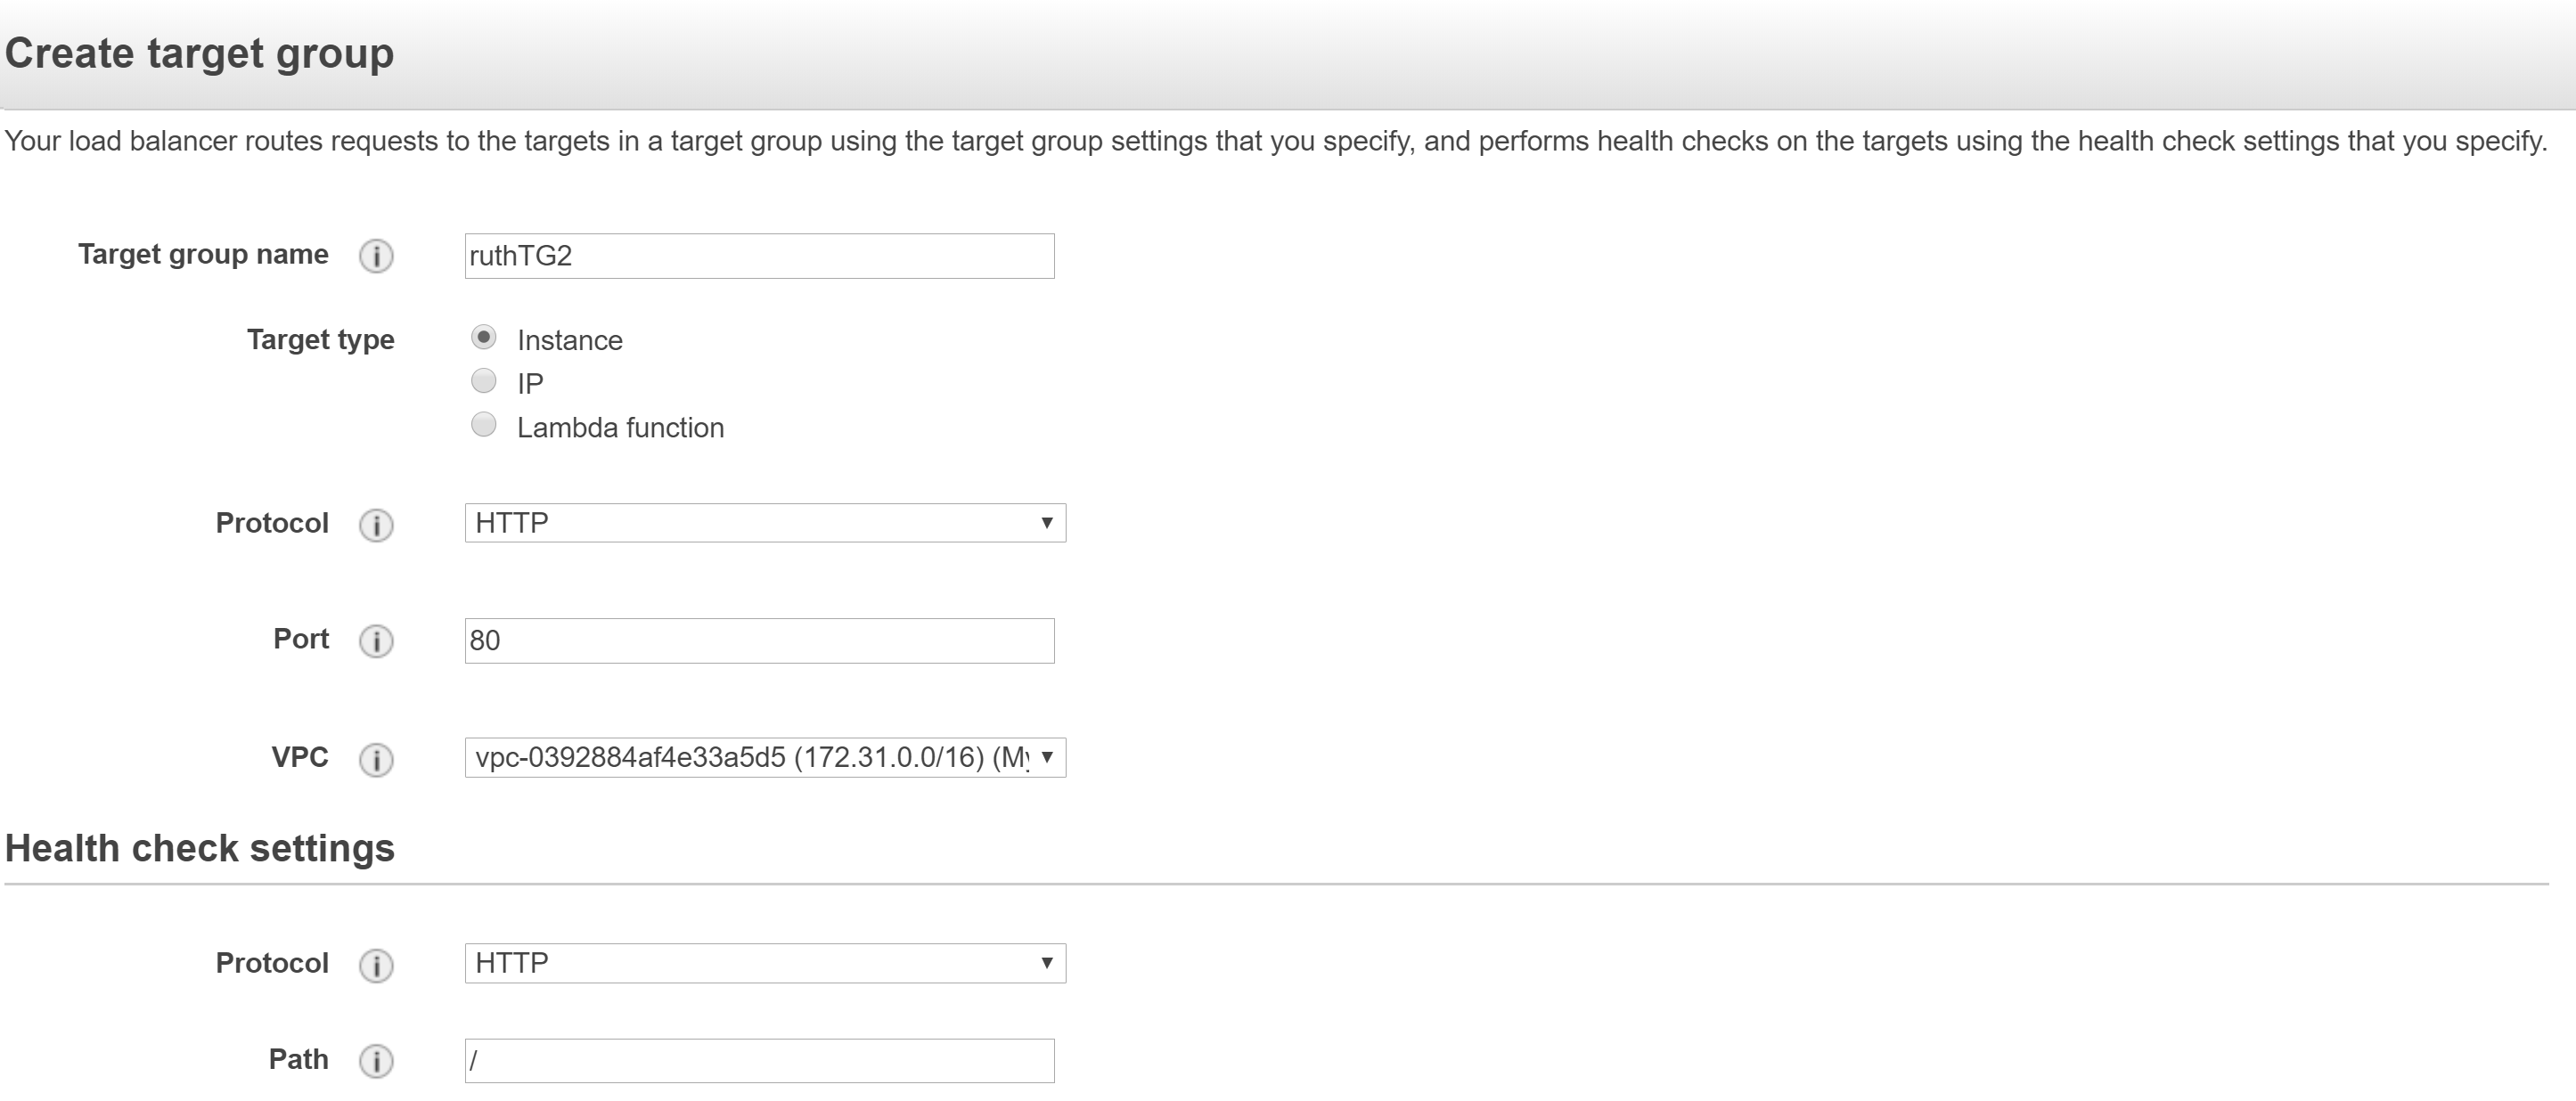 Create target group
Your load balancer routes requests to the targets in a target group using the target group settings that you specify, and performs health checks on the targets using the health check settings that you specify.
Target group name i ruthTG2
Target type Instance
IP
Lambda function
Protocol i HTTP
Port i 80
VPC i vpc-0392884af4e33a5d5 (172.31.0.0/16) (My
Health check settings
Protocol i HTTP
Path i /